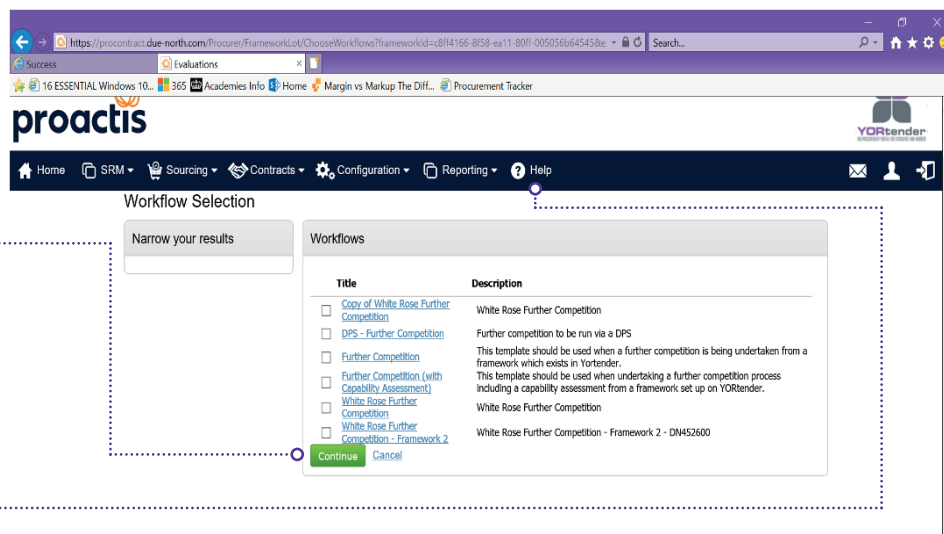 https://procontract.due-north.com/Procurer/FrameworkLot/ChooseWorkflows?frameworkId=c8ff4166-8f58-ea11-80ff-005056b64545&te
Search...
Success
Evaluations
16 ESSENTIAL Windows 10...
365
Academies Info
Home
Margin vs Markup The Diff...
Procurement Tracker
proactis
YORtender
Home
SRM
Sourcing
Contracts
Configuration
Reporting
Help
Workflow Selection
Narrow your results
Workflows
Title Description
Copy of White Rose Further
Competition
White Rose Further Competition
DPS - Further Competition
Further competition to be run via a DPS
Further Competition
This template should be used when a further competition is being undertaken from a
framework which exists in Yortender.
Further Competition (with
Capability Assessment)
This template should be used when undertaking a further competition process
including a capability assessment from a framework set up on YORtender.
White Rose Further
Competition
White Rose Further Competition
White Rose Further
Competition - Framework 2
White Rose Further Competition - Framework 2 - DN452600
Continue
Cancel